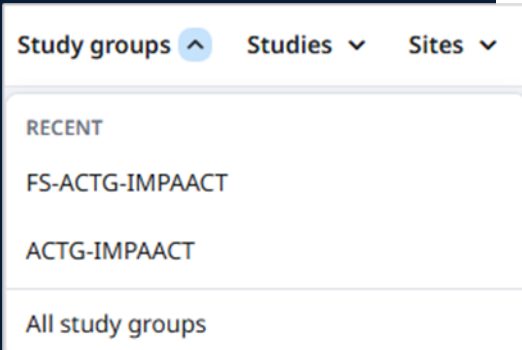 Study groups Studies Sites
RECENT
FS-ACTG-IMPAACT
ACTG-IMPAACT
All study groups